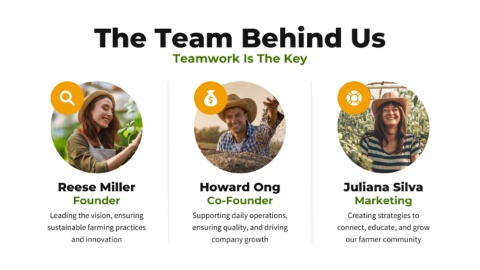 The Team Behind Us
Teamwork Is The Key
Reese Miller
Founder
Leading the vision, ensuring
sustainable farming practices
and innovation
Howard Ong
Co-Founder
Supporting daily operations,
ensuring quality, and driving
company growth
Juliana Silva
Marketing
Creating strategies to
connect, educate, and grow
our farmer community